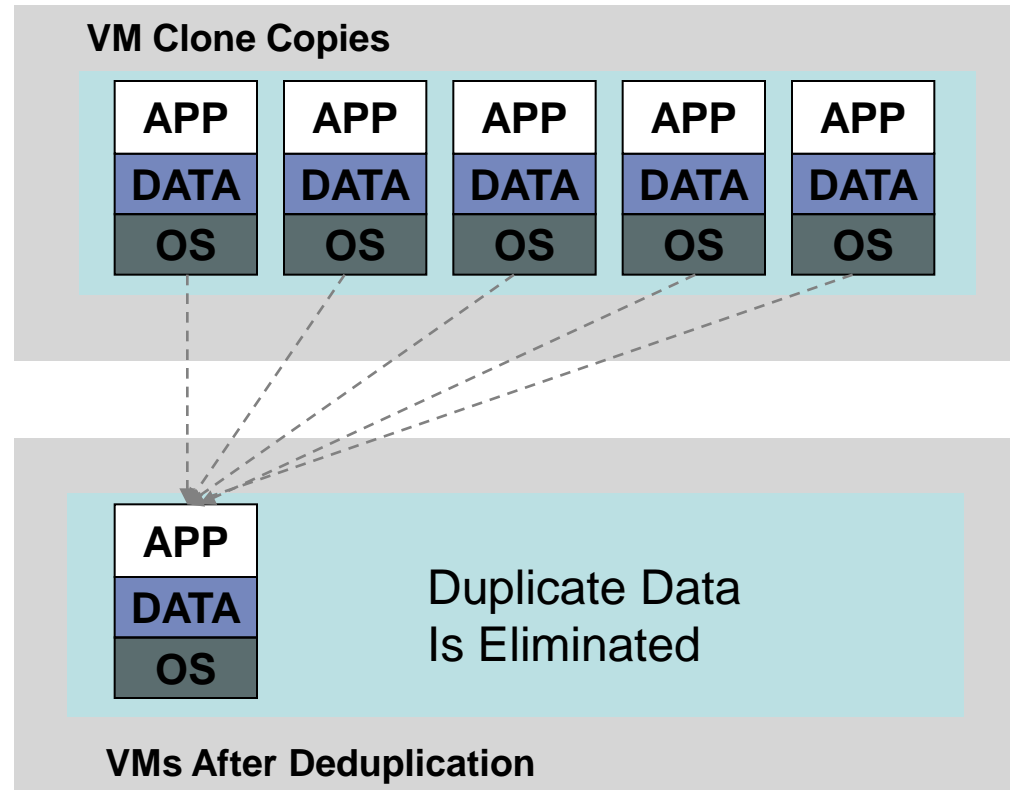 VM Clone Copies
APP APP APP APP APP
DATA DATA DATA DATA DATA
OS OS OS OS OS
APP
DATA
OS
Duplicate Data
Is Eliminated
VMs After Deduplication